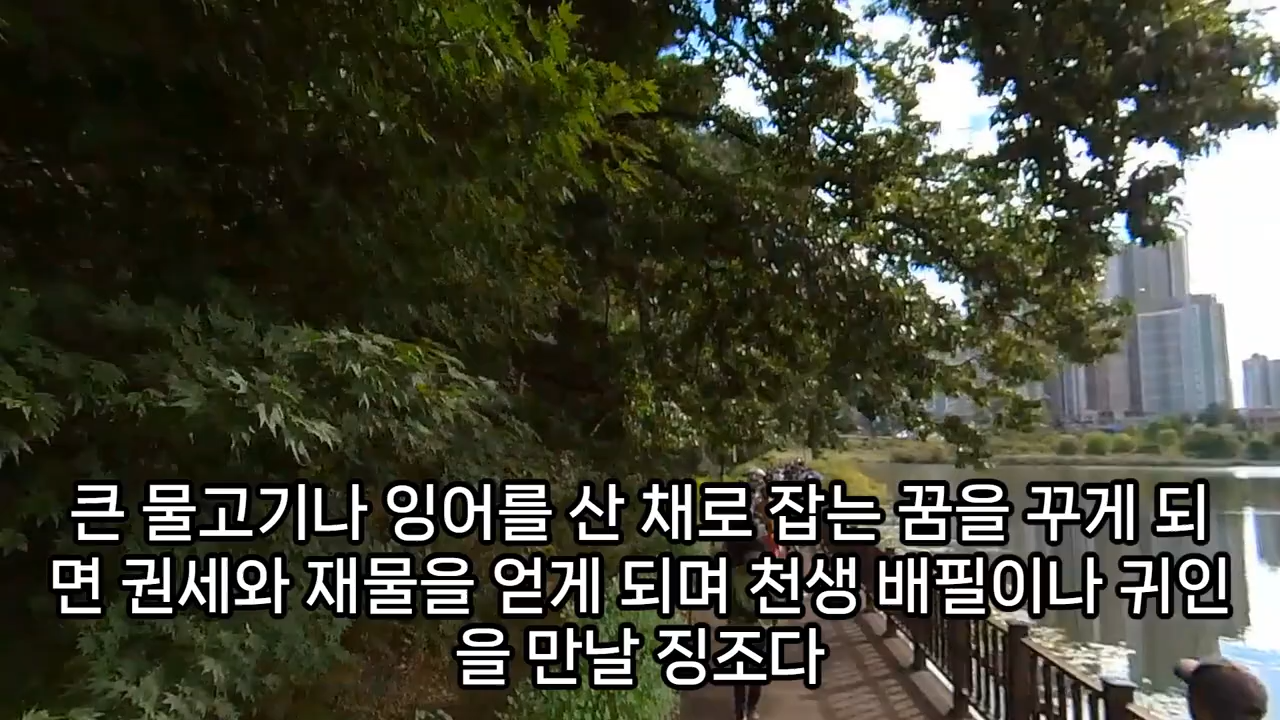 큰 물고기나 잉어를 산 채로 잡는 꿈을 꾸게 되
면 권세와 재물을 얻게 되며 천생 배필이나 귀인
을 만날 징조다